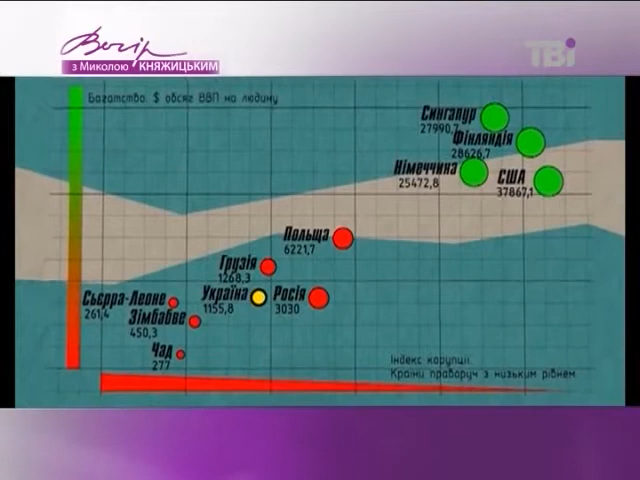 Вечір
з Миколою КНЯЖИЦЬКИМ
ТВі
Багатство: $ обсяг ВВП на людину
Сингапур
27990,7
Фінляндія
28626,7
Німеччина
25472,8
США
37867,1
Польща
6221,7
Грузія
1268,3
Україна
1155,8
Росія
3030
Сьєрра-Леоне
261,4
Зімбабве
450,3
Чад
277
Індекс корупції.
Країни праворуч з низьким рівнем